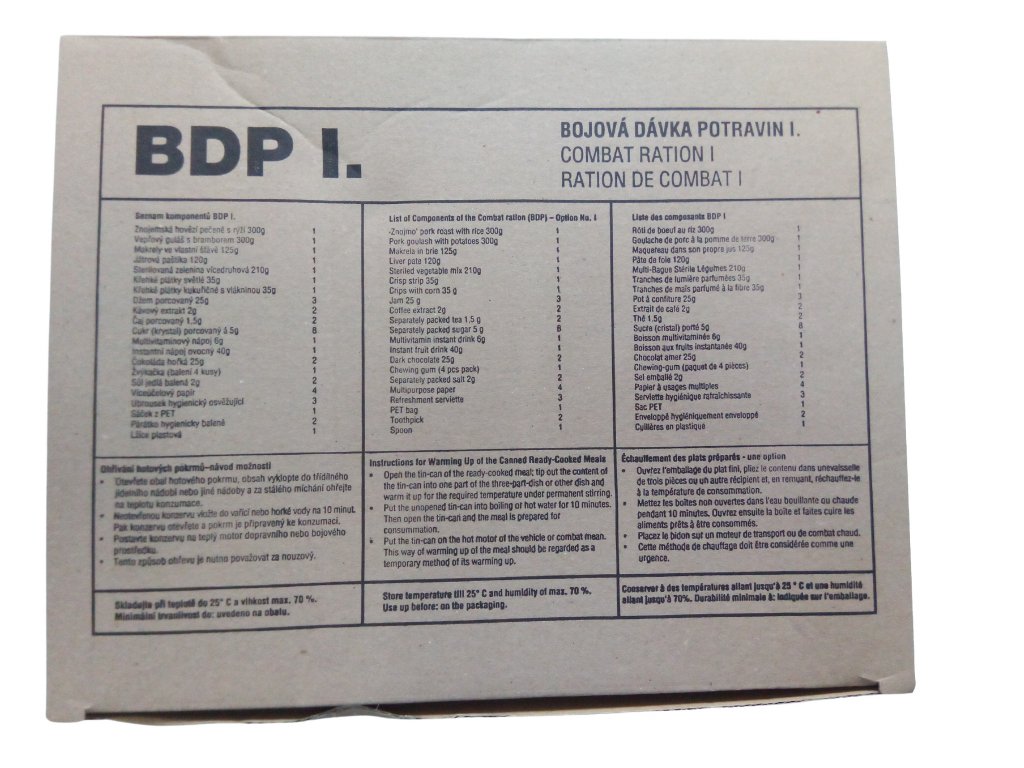 BDP I.
BOJOVÁ DÁVKA POTRAVIN I.
COMBAT RATION I
RATION DE COMBAT I
Seznam komponentů BDP I.
Znojemská hovězí pečeně s rýží 300g 1
Vepřový guláš s bramborem 300g 1
Makrely ve vlastní šťávě 125g 1
Játrová paštika 120g 1
Sterilovaná zelenina vícedruhová 210g 1
Křehké plátky světlé 35g 1
Křehké plátky kukuřičné s vlákninou 35g 1
Džem porcovaný 25g 3
Kávový extrakt 2g 2
Čaj porcovaný 1,5g 2
Cukr (krystal) porcovaný á 5g 8
Multivitaminový nápoj 6g 1
Instantní nápoj ovocný 40g 1
Čokoláda hořká 25g 2
Žvýkačka (balení 4 kusy) 1
Sůl jedlá balená 2g 2
Víceúčelový papír 4
Ubrousek hygienický osvěžující 3
Sáček z PET 1
Párátko hygienicky balené 2
Lžíce plastová 1
List of Components of the Combat ration (BDP) – Option No. I
-Znojmo' pork roast with rice 300g 1
Pork goulash with potatoes 300g 1
Makrela in brie 125g 1
Liver pate 120g 1
Steriled vegetable mix 210g 1
Crisp strip 35g 1
Crips with corn 35 g 1
Jam 25 g 3
Coffee extract 2g 2
Separately packed tea 1,5 g 2
Separately packed sugar 5 g 8
Multivitamin instant drink 6g 1
Instant fruit drink 40g 1
Dark chocolate 25g 2
Chewing gum (4 pcs pack) 1
Separately packed salt 2g 2
Multipurpose paper 4
Refreshment serviette 3
PET bag 1
Toothpick 2
Spoon 1
Liste des composants BDP I
Rôti de boeuf au riz 300g 1
Goulache de porc à la pomme de terre 300g 1
Maquereau dans son propre jus 125g 1
Pâte de foie 120g 1
Multi-Bague Stérile Légumes 210g 1
Tranches de lumière parfumées 35g 1
Tranches de maïs parfumé à la fibre 35g 1
Pot à confiture 25g 3
Extrait de café 2g 2
Thé 1,5g 2
Sucre (cristal) porté 5g 8
Boisson multivitaminée 6g 1
Boisson aux fruits instantanée 40g 1
Chocolat amer 25g 2
Chewing-gum (paquet de 4 pièces) 1
Sel emballé 2g 2
Papier à usages multiples 4
Serviette hygiénique rafraîchissante 3
Sac PET 1
Enveloppé hygiéniquement enveloppé 2
Cuillères en plastique 1
Ohřívání hotových pokrmů–návod možností
• Otevřete obal hotového pokrmu, obsah vyklopte do třídílného
jídelního nádobí nebo jiné nádoby a za stálého míchání ohřejte
na teplotu konzumace.
• Neotevřenou konzervu vložte do vařící nebo horké vody na 10 minut.
Pak konzervu otevřete a pokrm je připravený ke konzumaci.
• Postavte konzervu na teplý motor dopravního nebo bojového
prostředku.
• Tento způsob ohřevu je nutno považovat za nouzový.
Instructions for Warming Up of the Canned Ready-Cooked Meals
• Open the tin-can of the ready-cooked meal; tip out the content of
the tin-can into one part of the three-part-dish or other dish and
warm it up for the required temperature under permanent stirring.
• Put the unopened tin-can into boiling or hot water for 10 minutes.
Then open the tin-can and the meal is prepared for
consummation.
• Put the tin-can on the hot motor of the vehicle or combat mean.
This way of warming up of the meal should be regarded as a
temporary method of its warming up.
Échauffement des plats préparés - une option
• Ouvrez l'emballage du plat fini, pliez le contenu dans unevaisselle
de trois pièces ou un autre récipient et, en remuant, réchauffez-le
à la température de consommation.
• Mettez les boîtes non ouvertes dans l'eau bouillante ou chaude
pendant 10 minutes. Ouvrez ensuite la boîte et faites cuire les
aliments prêts à être consommés.
• Placez le bidon sur un moteur de transport ou de combat chaud.
• Cette méthode de chauffage doit être considérée comme une
urgence.
Skladujte při teplotě do 25° C a vlhkost max. 70 %.
Minimální trvanlivost do: uvedeno na obalu.
Store temperature till 25° C and humidity of max. 70 %.
Use up before: on the packaging.
Conserver à des températures allant jusqu'à 25 ° C et une humidité
allant jusqu'à 70%. Durabilité minimale à: indiquée sur l'emballage.